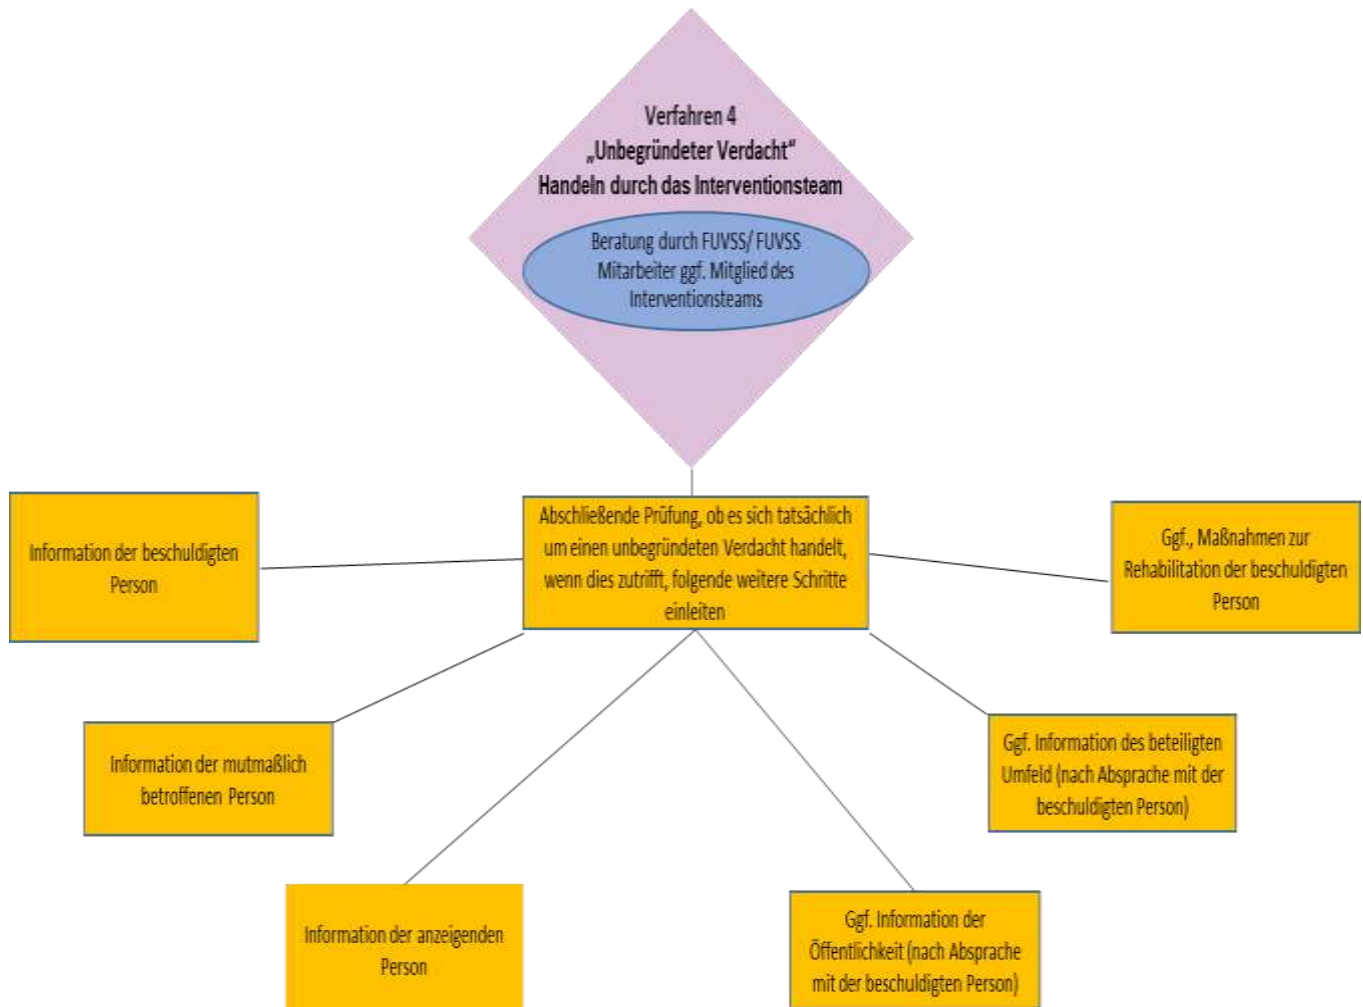 Verfahren 4
„Unbegründeter Verdacht“
Handeln durch das Interventionsteam
Beratung durch FUVSS/ FUVSS
Mitarbeiter ggf. Mitglied des
Interventionsteams
Abschließende Prüfung, ob es sich tatsächlich
um einen unbegründeten Verdacht handelt,
wenn dies zutrifft, folgende weitere Schritte
einleiten
Information der beschuldigten
Person
Ggf., Maßnahmen zur
Rehabilitation der beschuldigten
Person
Information der mutmaßlich
betroffenen Person
Ggf. Information des beteiligten
Umfeld (nach Absprache mit der
beschuldigten Person)
Information der anzeigenden
Person
Ggf. Information der
Öffentlichkeit (nach Absprache
mit der beschuldigten Person)